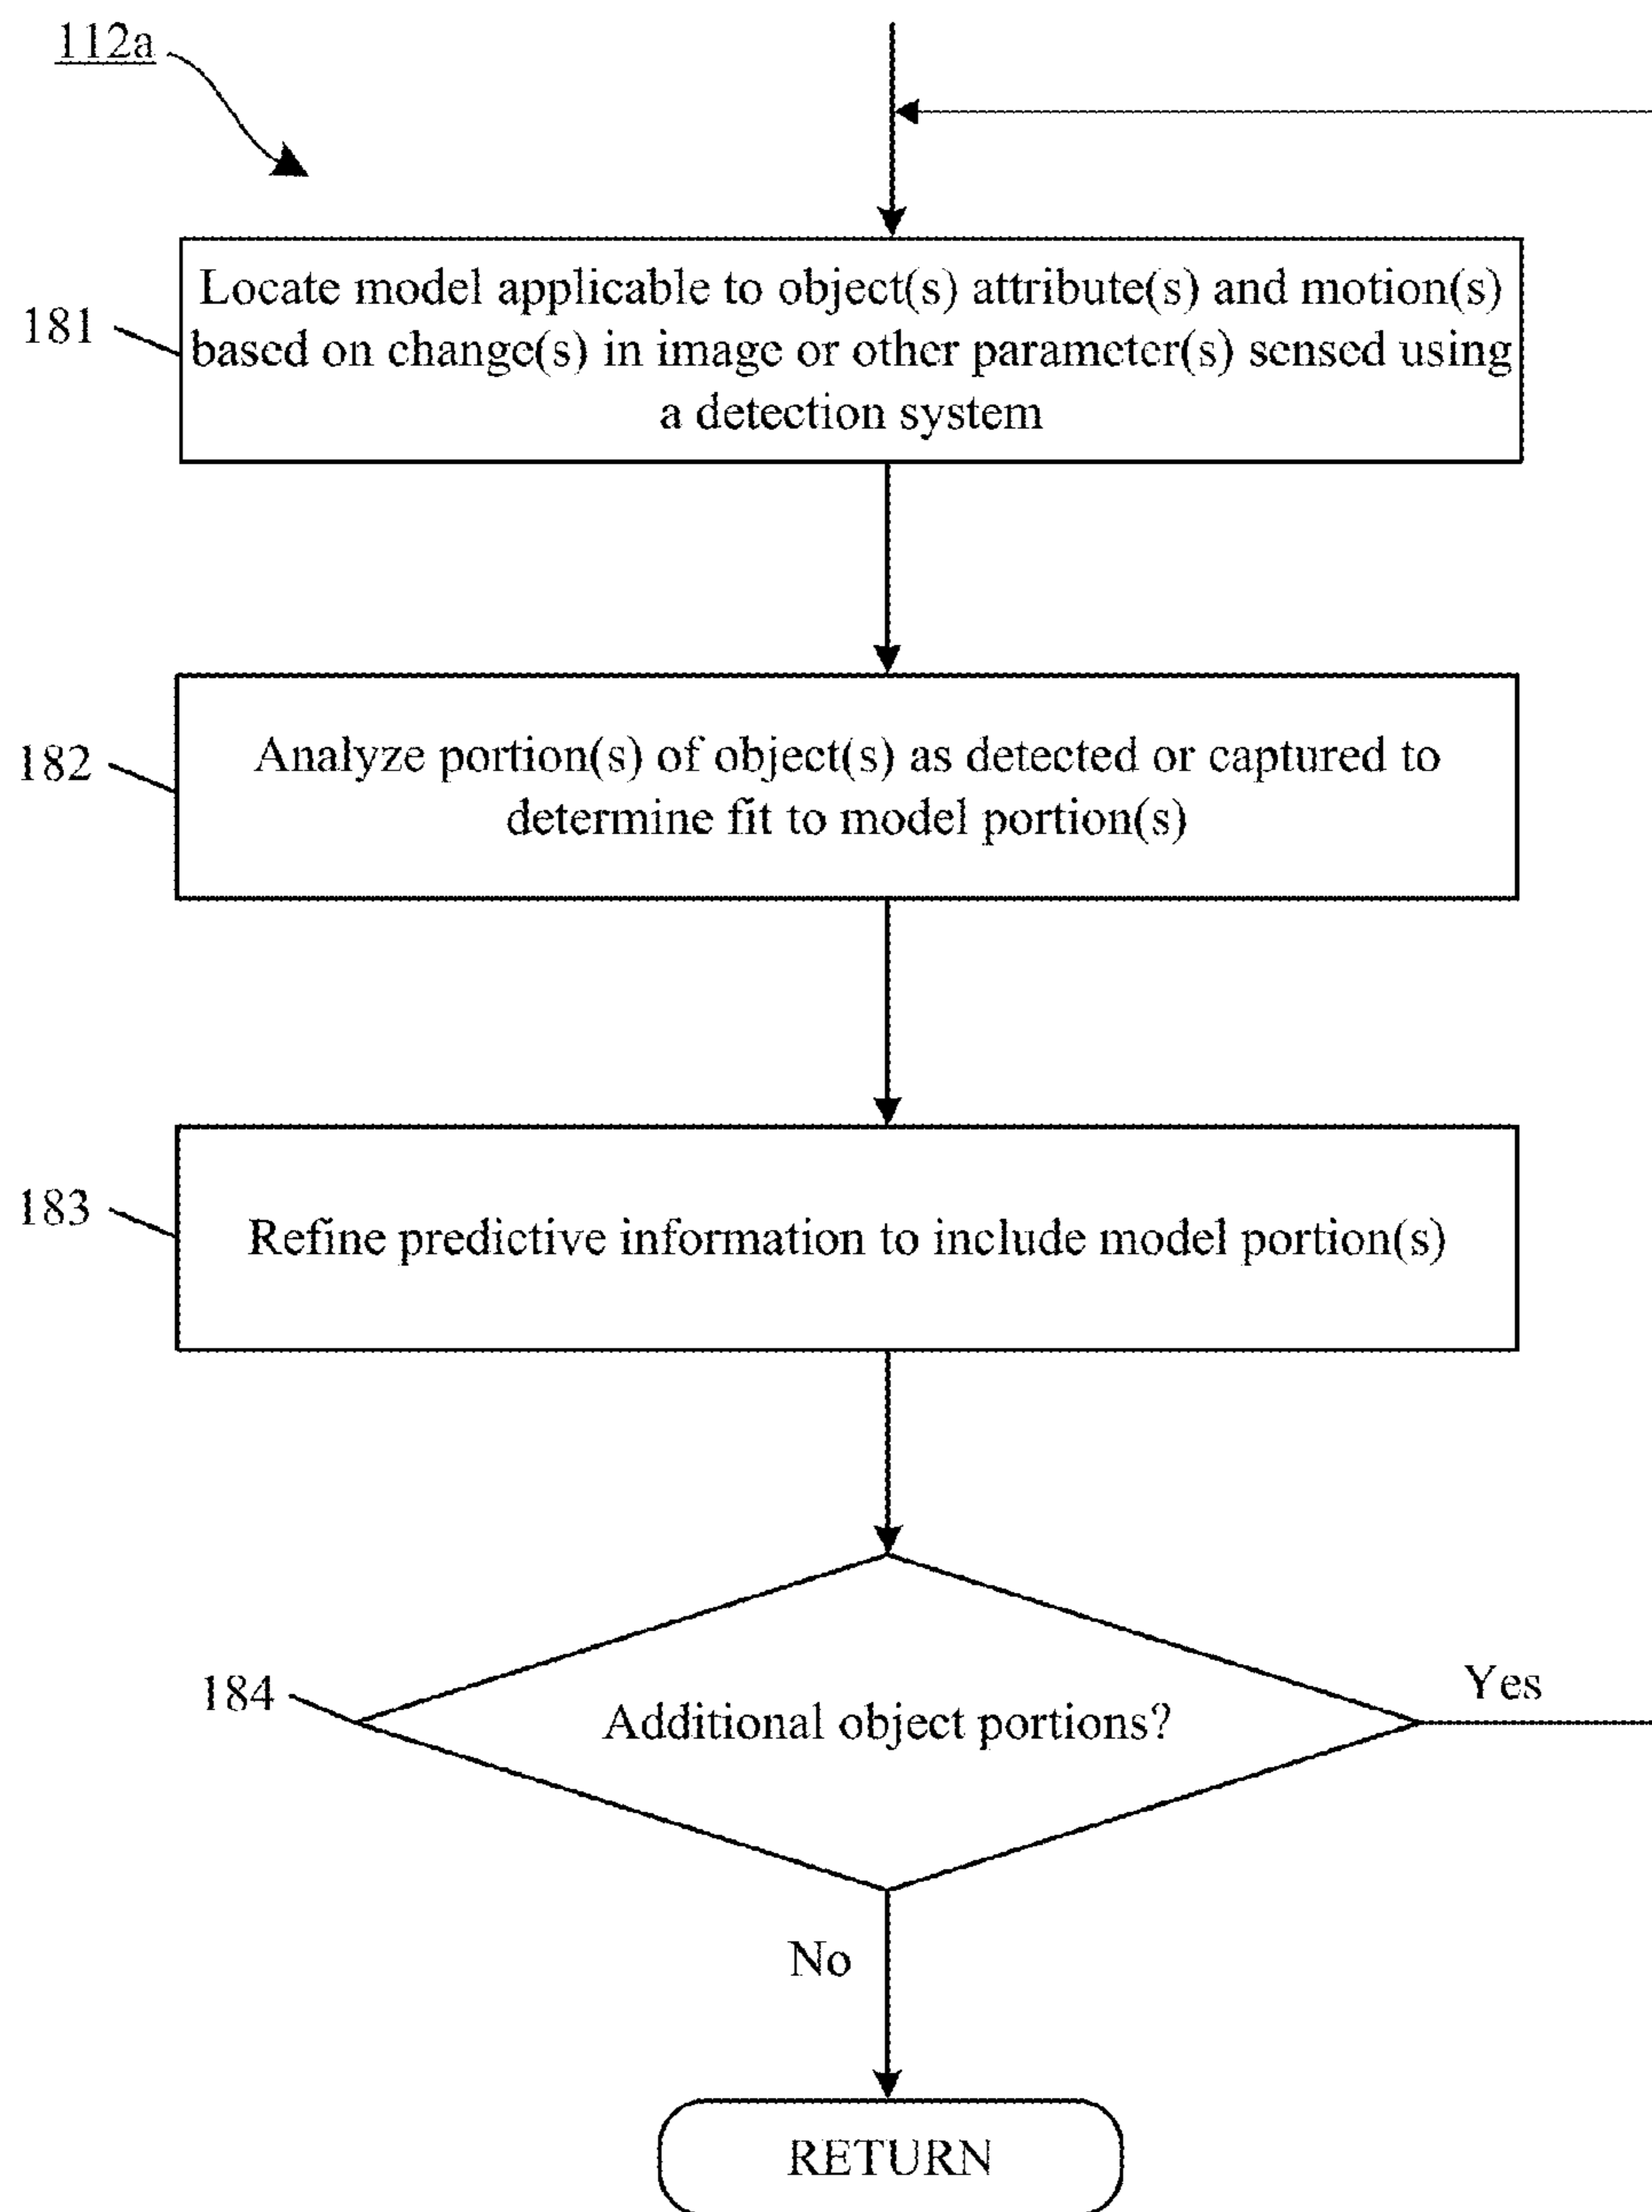 112a
181
Locate model applicable to object(s) attribute(s) and motion(s)
based on change(s) in image or other parameter(s) sensed using
a detection system
182
Analyze portion(s) of object(s) as detected or captured to
determine fit to model portion(s)
183
Refine predictive information to include model portion(s)
184
Additional object portions?
Yes
No
RETURN